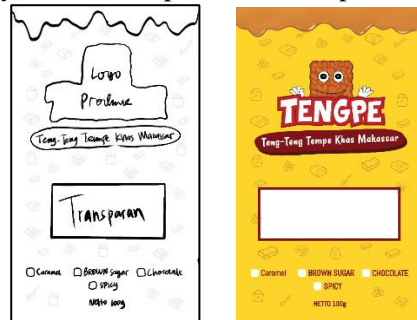 Logo
Produk
Teng-Teng Tempe Khas Makassar
Transparan
Caramel BROWN Sugar Chocolate
SPICY
Netto 100g
TENGPE
Teng-Teng Tempe Khas Makassar
Caramel BROWN SUGAR CHOCOLATE
SPICY
NETTO 100g